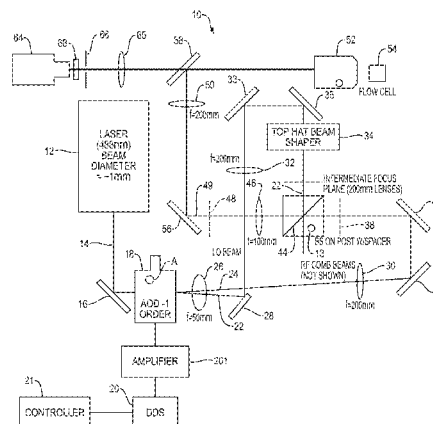 10
64
68
66
65
58
52
54
FLOW CELL
50
f=200mm
33
35
12
LASER
(488nm)
BEAM
DIAMETER
= ~1mm
TOP HAT BEAM
SHAPER
34
f=200mm
32
22
INTERMEDIATE FOCUS
PLANE (200mm LENSES)
49
48
46
38
56
f=100mm
44
13
BS ON POST W/SPACER
LO BEAM
RF COMB BEAMS
(NOT SHOWN)
14
18
A
26
24
30
16
AOD -1
ORDER
22
f=50mm
28
f=200mm
AMPLIFIER
201
21
20
CONTROLLER
DDS